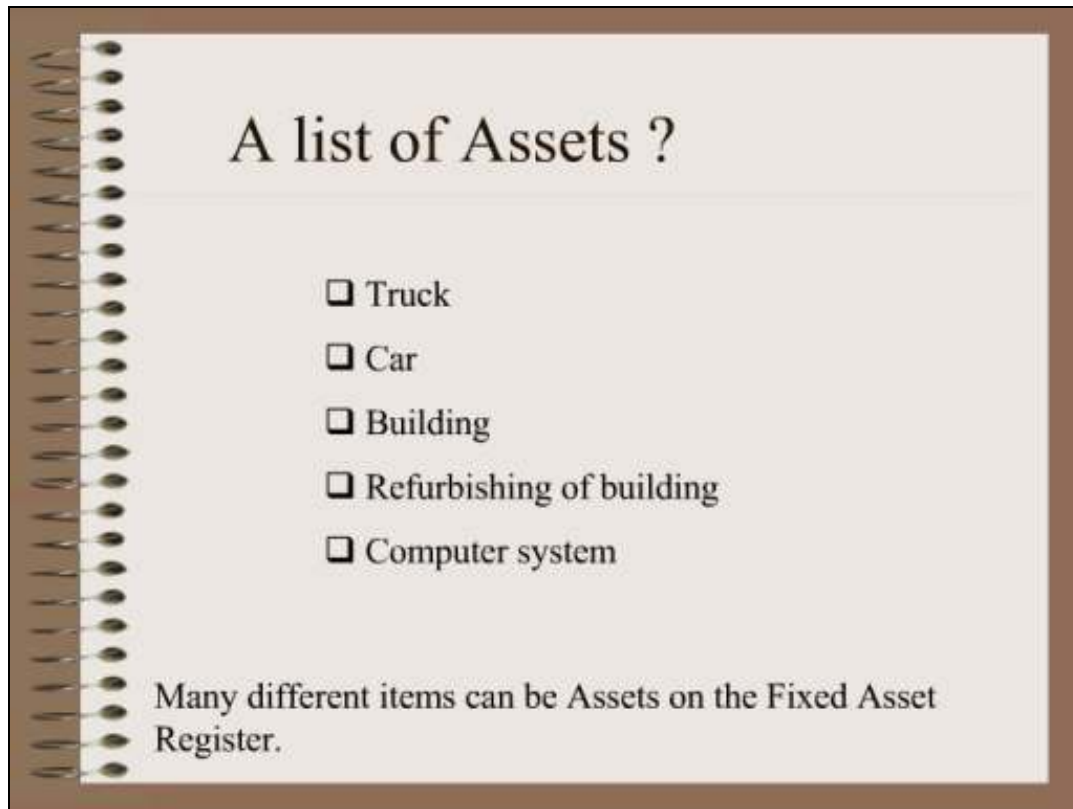 A list of Assets ?
❑ Truck
❑ Car
❑ Building
❑ Refurbishing of building
❑ Computer system
Many different items can be Assets on the Fixed Asset
Register.